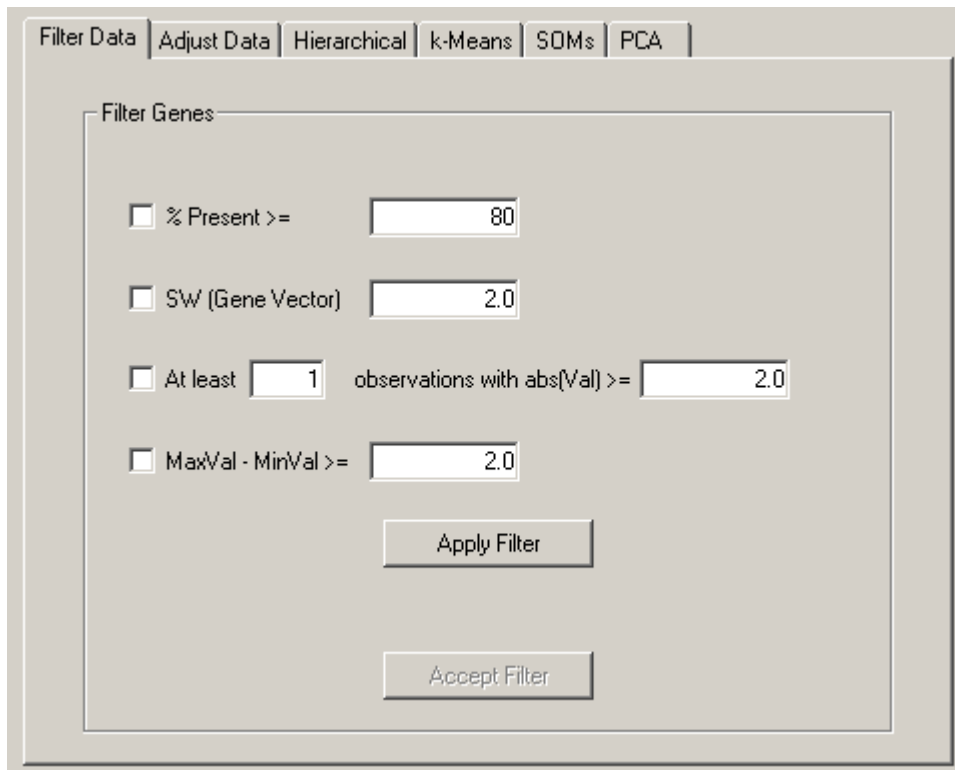 Filter Data Adjust Data Hierarchical k-Means SOMs PCA
Filter Genes
% Present >= 80
SW (Gene Vector) 2.0
At least 1 observations with abs(Val) >= 2.0
MaxVal - MinVal >= 2.0
Apply Filter
Accept Filter